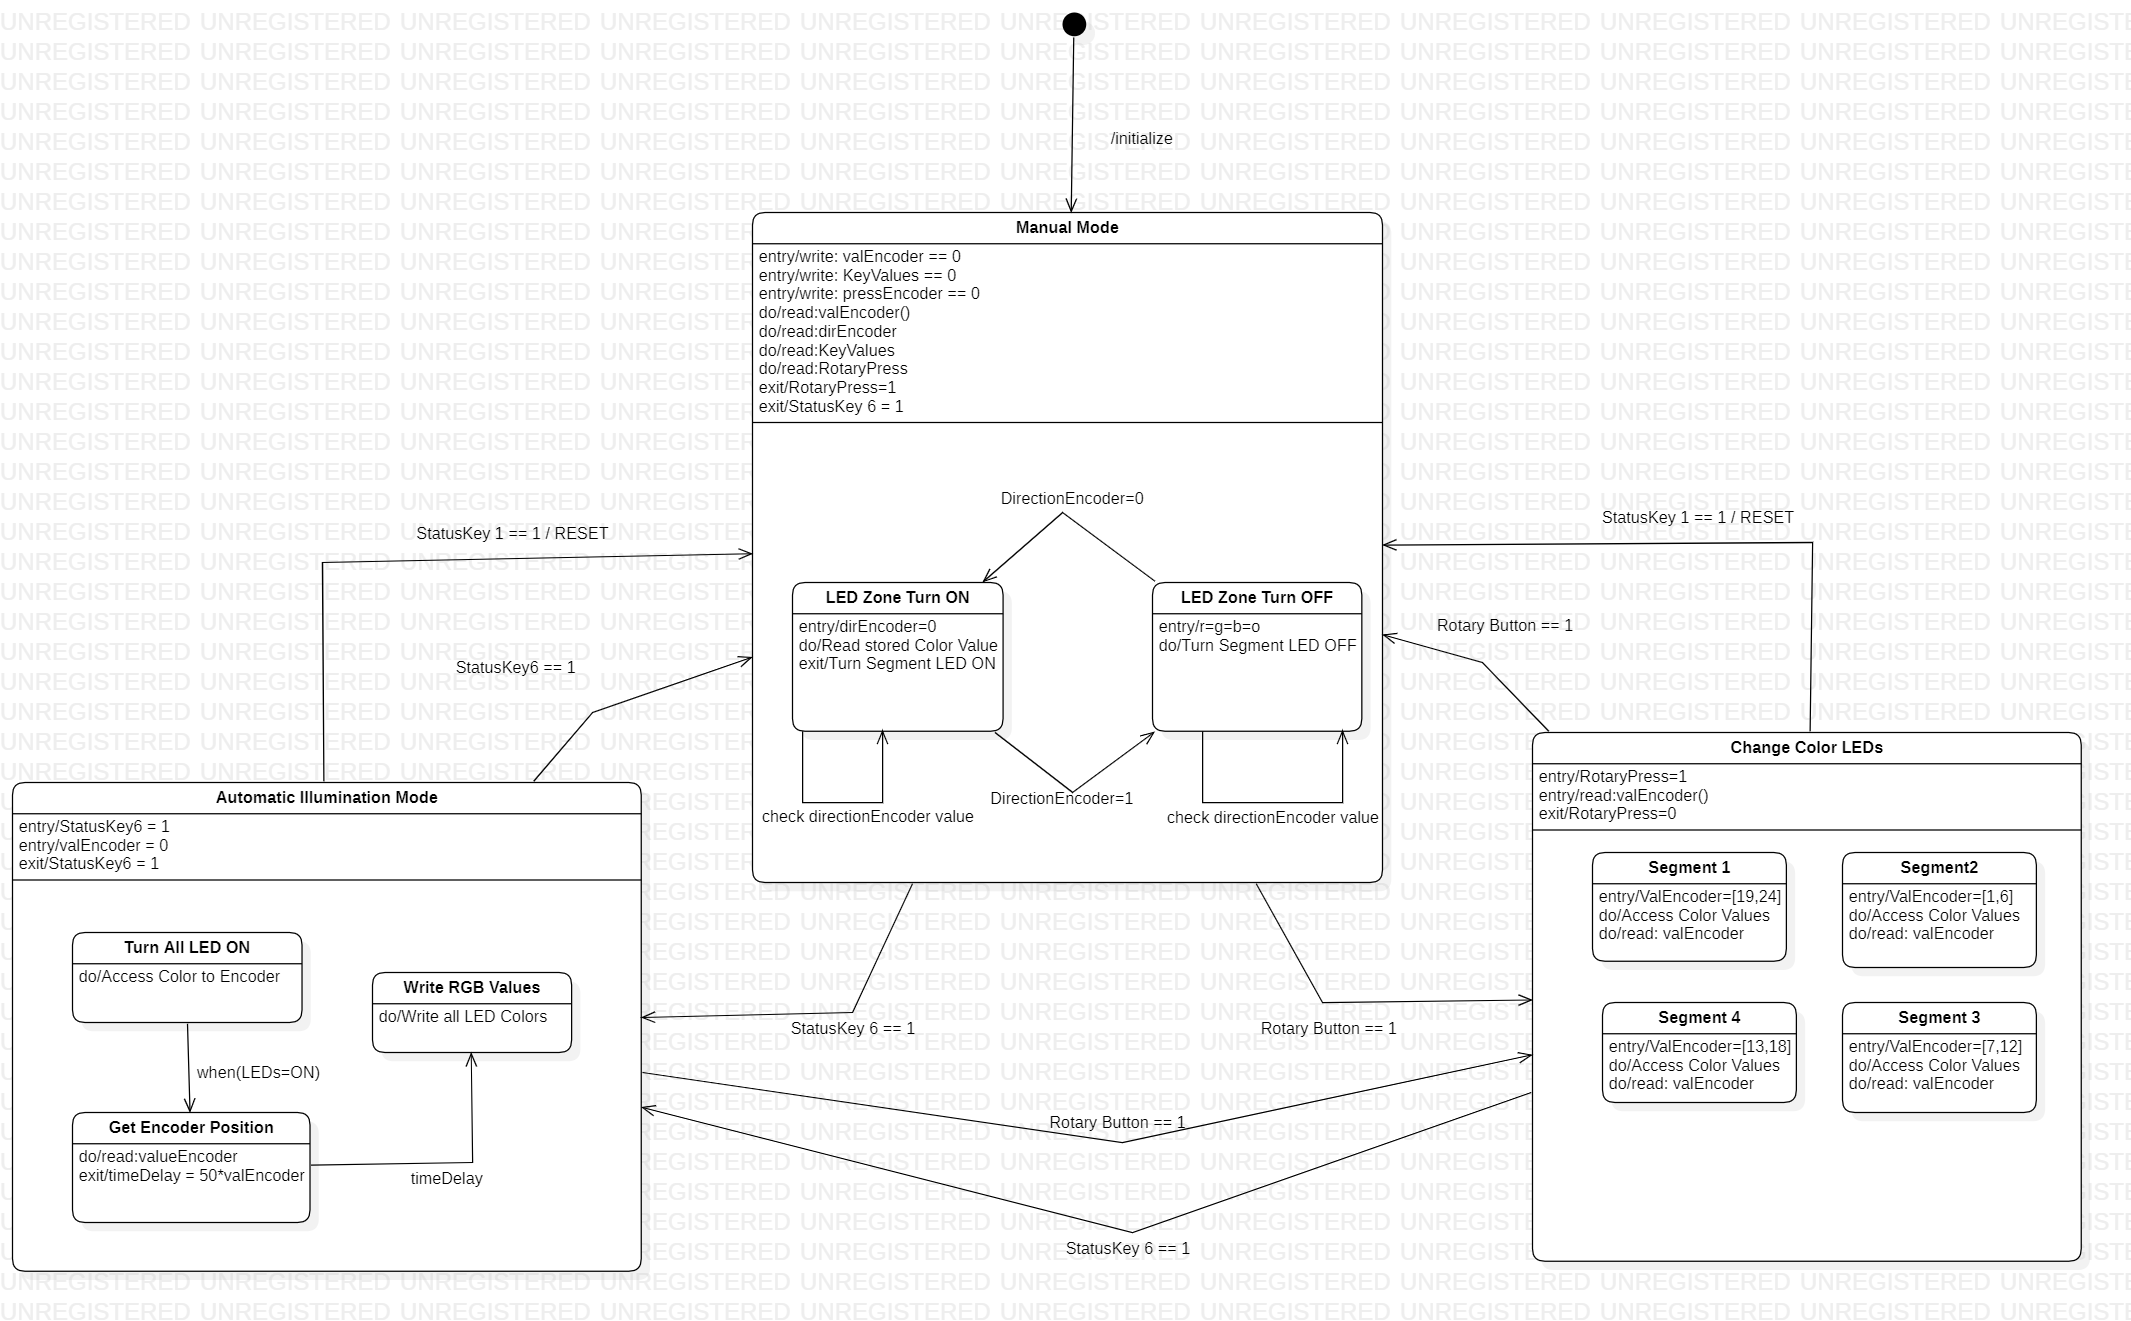 /initialize
Manual Mode
entry/write: valEncoder == 0
entry/write: KeyValues == 0
entry/write: pressEncoder == 0
do/read:valEncoder()
do/read:dirEncoder
do/read:KeyValues
do/read:RotaryPress
exit/RotaryPress=1
exit/StatusKey 6 = 1
DirectionEncoder=0
LED Zone Turn ON
entry/dirEncoder=0
do/Read stored Color Value
exit/Turn Segment LED ON
LED Zone Turn OFF
entry/r=g=b=o
do/Turn Segment LED OFF
check directionEncoder value
DirectionEncoder=1
check directionEncoder value
StatusKey 1 == 1 / RESET
StatusKey6 == 1
StatusKey 1 == 1 / RESET
Rotary Button == 1
Automatic Illumination Mode
entry/StatusKey6 = 1
entry/valEncoder = 0
exit/StatusKey6 = 1
Turn All LED ON
do/Access Color to Encoder
Write RGB Values
do/Write all LED Colors
when(LEDs=ON)
Get Encoder Position
do/read:valueEncoder
exit/timeDelay = 50*valEncoder
timeDelay
StatusKey 6 == 1
Rotary Button == 1
Rotary Button == 1
StatusKey 6 == 1
Change Color LEDs
entry/RotaryPress=1
entry/read:valEncoder()
exit/RotaryPress=0
Segment 1
entry/ValEncoder=[19,24]
do/Access Color Values
do/read: valEncoder
Segment2
entry/ValEncoder=[1,6]
do/Access Color Values
do/read: valEncoder
Segment 4
entry/ValEncoder=[13,18]
do/Access Color Values
do/read: valEncoder
Segment 3
entry/ValEncoder=[7,12]
do/Access Color Values
do/read: valEncoder
UNREGISTERED